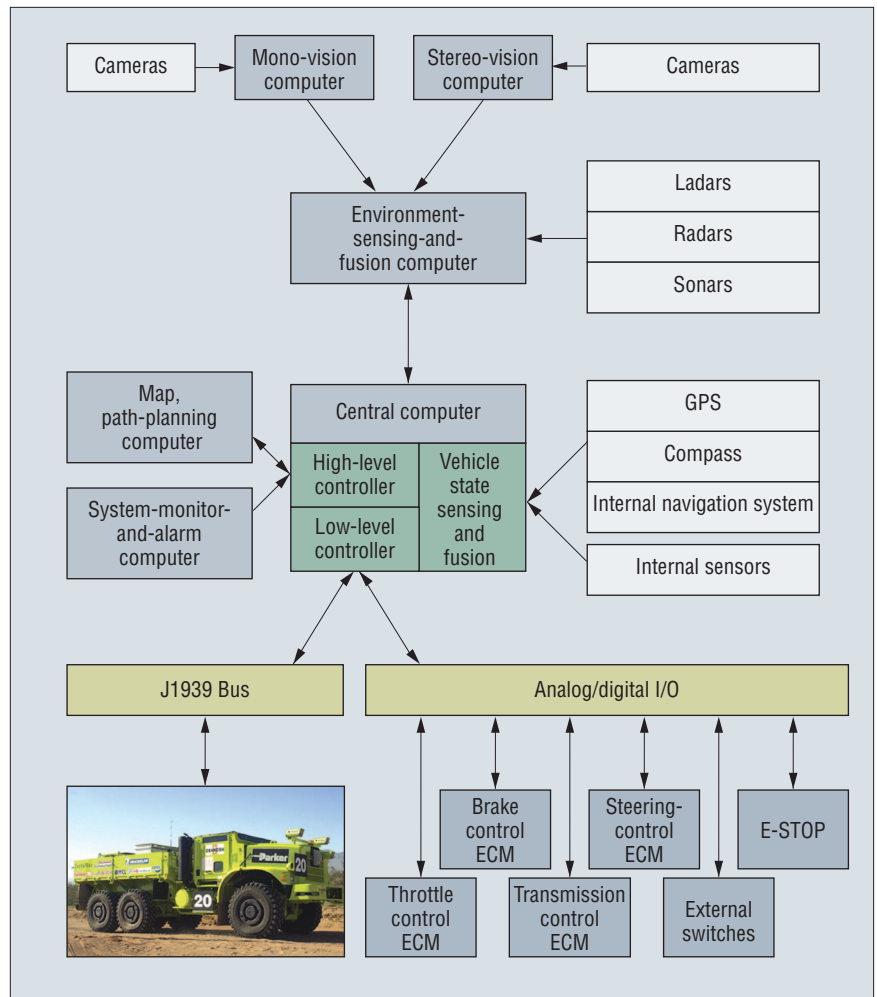 Cameras
Mono-vision
computer
Stereo-vision
computer
Cameras
Environment-
sensing-and-
fusion computer
Ladars
Radars
Sonars
Map,
path-planning
computer
System-monitor-
and-alarm
computer
Central computer
High-level
controller
Low-level
controller
Vehicle
state
sensing
and
fusion
GPS
Compass
Internal navigation system
Internal sensors
J1939 Bus
Analog/digital I/O
Brake
control
ECM
Steering-
control
ECM
E-STOP
Throttle
control
ECM
Transmission
control
ECM
External
switches
Parker
20
20